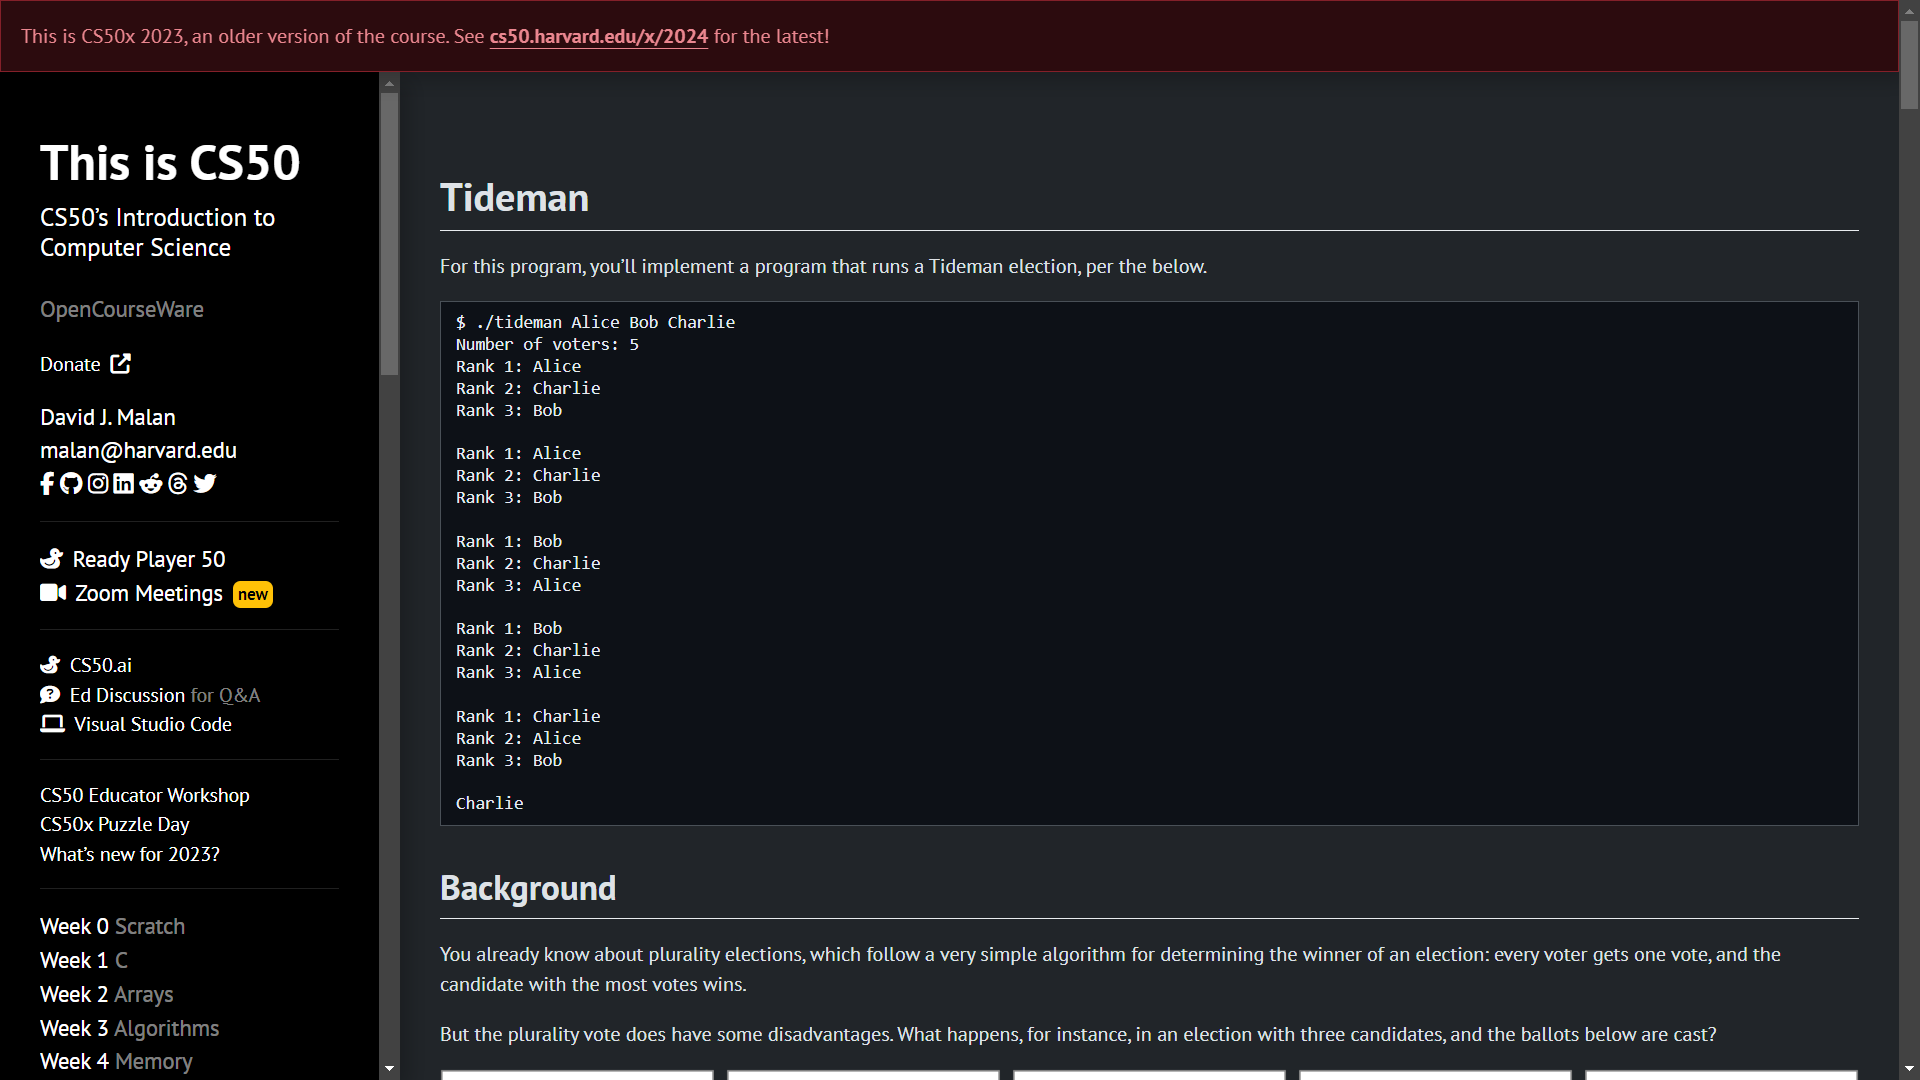 This is CS50x 2023, an older version of the course. See cs50.harvard.edu/x/2024 for the latest!
This is CS50
CS50’s Introduction to
Computer Science
OpenCourseWare
Donate
David J. Malan
malan@harvard.edu
Ready Player 50
Zoom Meetings new
CS50.ai
Ed Discussion for Q&A
Visual Studio Code
CS50 Educator Workshop
CS50x Puzzle Day
What’s new for 2023?
Week 0 Scratch
Week 1 C
Week 2 Arrays
Week 3 Algorithms
Week 4 Memory
Tideman
For this program, you’ll implement a program that runs a Tideman election, per the below.
$ ./tideman Alice Bob Charlie
Number of voters: 5
Rank 1: Alice
Rank 2: Charlie
Rank 3: Bob
Rank 1: Alice
Rank 2: Charlie
Rank 3: Bob
Rank 1: Bob
Rank 2: Charlie
Rank 3: Alice
Rank 1: Bob
Rank 2: Charlie
Rank 3: Alice
Rank 1: Charlie
Rank 2: Alice
Rank 3: Bob
Charlie
Background
You already know about plurality elections, which follow a very simple algorithm for determining the winner of an election: every voter gets one vote, and the
candidate with the most votes wins.
But the plurality vote does have some disadvantages. What happens, for instance, in an election with three candidates, and the ballots below are cast?